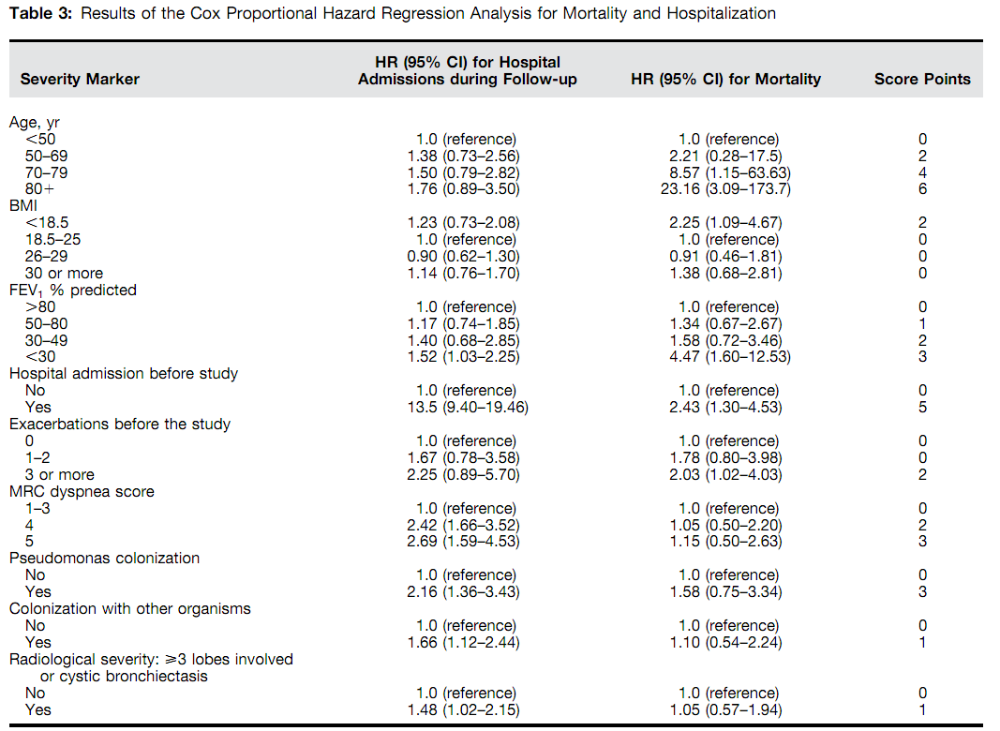 Table 3: Results of the Cox Proportional Hazard Regression Analysis for Mortality and Hospitalization
Severity Marker HR (95% CI) for Hospital Admissions during Follow-up HR (95% CI) for Mortality Score Points
Age, yr
<50 1.0 (reference) 1.0 (reference) 0
50–69 1.38 (0.73–2.56) 2.21 (0.28–17.5) 2
70–79 1.50 (0.79–2.82) 8.57 (1.15–63.63) 4
80+ 1.76 (0.89–3.50) 23.16 (3.09–173.7) 6
BMI
<18.5 1.23 (0.73–2.08) 2.25 (1.09–4.67) 2
18.5–25 1.0 (reference) 1.0 (reference) 0
26–29 0.90 (0.62–1.30) 0.91 (0.46–1.81) 0
30 or more 1.14 (0.76–1.70) 1.38 (0.68–2.81) 0
FEV₁ % predicted
>80 1.0 (reference) 1.0 (reference) 0
50–80 1.17 (0.74–1.85) 1.34 (0.67–2.67) 1
30–49 1.40 (0.68–2.85) 1.58 (0.72–3.46) 2
<30 1.52 (1.03–2.25) 4.47 (1.60–12.53) 3
Hospital admission before study
No 1.0 (reference) 1.0 (reference) 0
Yes 13.5 (9.40–19.46) 2.43 (1.30–4.53) 5
Exacerbations before the study
0 1.0 (reference) 1.0 (reference) 0
1–2 1.67 (0.78–3.58) 1.78 (0.80–3.98) 0
3 or more 2.25 (0.89–5.70) 2.03 (1.02–4.03) 2
MRC dyspnea score
1–3 1.0 (reference) 1.0 (reference) 0
4 2.42 (1.66–3.52) 1.05 (0.50–2.20) 2
5 2.69 (1.59–4.53) 1.15 (0.50–2.63) 3
Pseudomonas colonization
No 1.0 (reference) 1.0 (reference) 0
Yes 2.16 (1.36–3.43) 1.58 (0.75–3.34) 3
Colonization with other organisms
No 1.0 (reference) 1.0 (reference) 0
Yes 1.66 (1.12–2.44) 1.10 (0.54–2.24) 1
Radiological severity: ⩾3 lobes involved
or cystic bronchiectasis
No 1.0 (reference) 1.0 (reference) 0
Yes 1.48 (1.02–2.15) 1.05 (0.57–1.94) 1